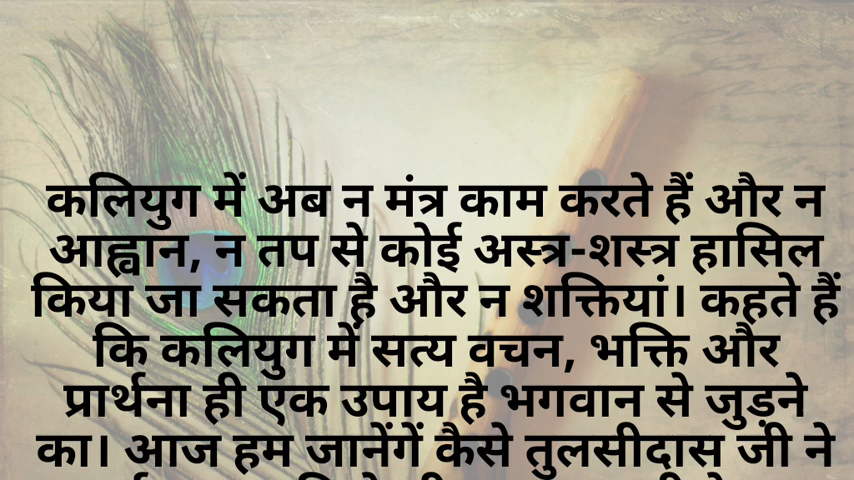 कलियुग में अब न मंत्र काम करते हैं और न
आह्वान, न तप से कोई अस्त्र-शस्त्र हासिल
किया जा सकता है और न शक्तियां। कहते हैं
कि कलियुग में सत्य वचन, भक्ति और
प्रार्थना ही एक उपाय है भगवान से जुड़ने
का। आज हम जानेंगें कैसे तुलसीदास जी ने